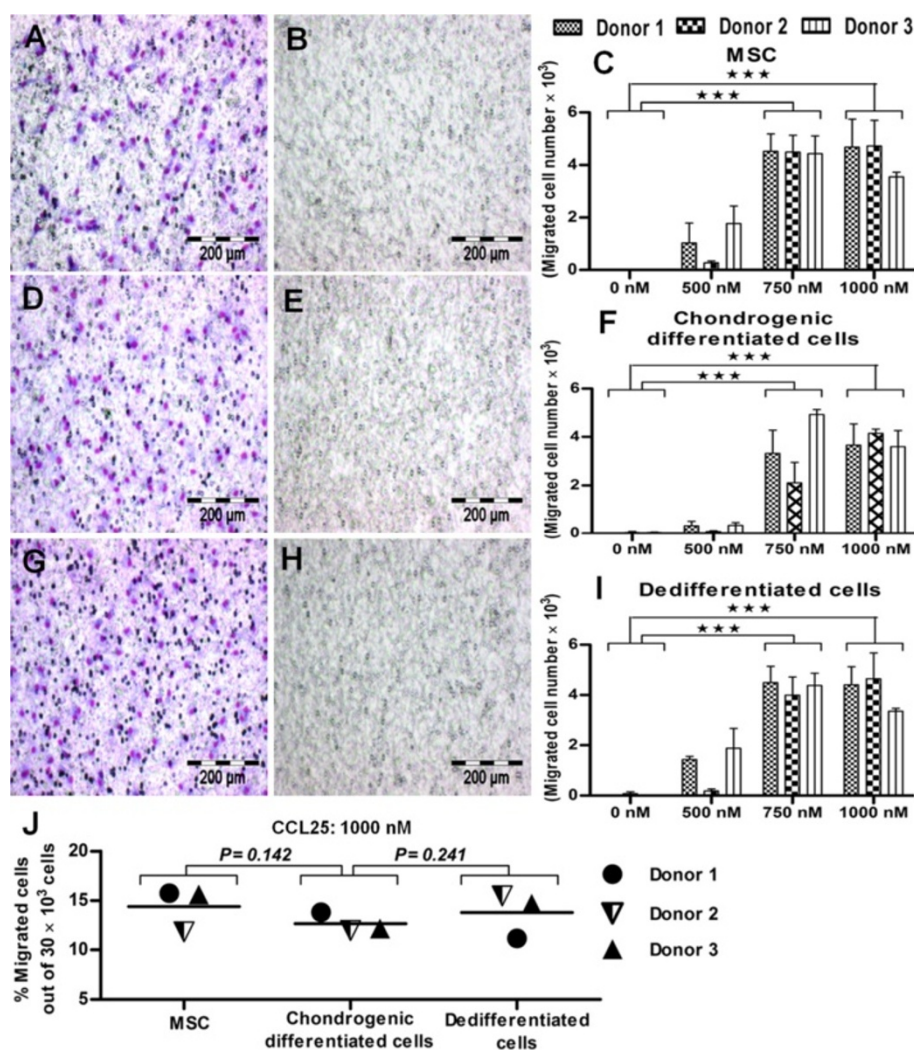 Donor 1 Donor 2 Donor 3
A
200 µm
B
200 µm
C
MSC
★★★
★★★
(Migrated cell number × 10³)
6
4
2
0
0 nM 500 nM 750 nM 1000 nM
D
200 µm
E
200 µm
F
Chondrogenic
differentiated cells
★★★
★★★
(Migrated cell number × 10³)
6
4
2
0
0 nM 500 nM 750 nM 1000 nM
G
200 µm
H
200 µm
I
Dedifferentiated cells
★★★
★★★
(Migrated cell number × 10³)
6
4
2
0
0 nM 500 nM 750 nM 1000 nM
J
CCL25: 1000 nM
% Migrated cells
out of 30 × 10³ cells
20
15
10
5
P= 0.142 P= 0.241
MSC
Chondrogenic
differentiated cells
Dedifferentiated
cells
Donor 1
Donor 2
Donor 3